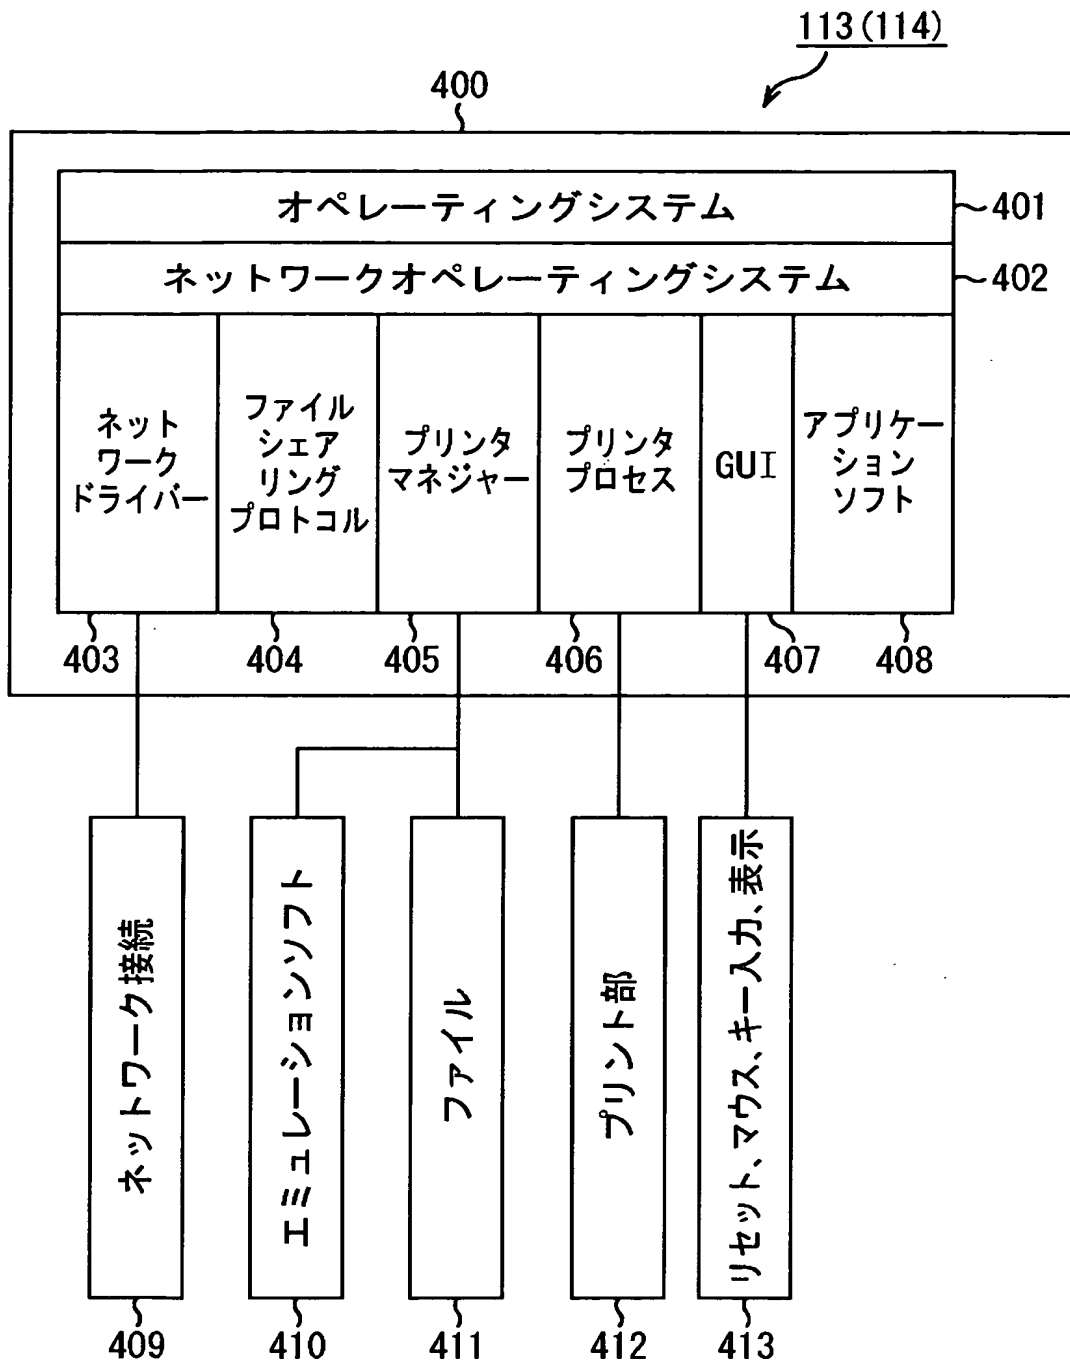 113(114)
400
オペレーティングシステム
401
ネットワークオペレーティングシステム
402
ネット
ワーク
ドライバー
ファイル
シェア
リング
プロトコル
プリンタ
マネジャー
プリンタ
プロセス
GUI
アプリケー
ション
ソフト
403
404
405
406
407
408
ネットワーク接続
エミュレーションソフト
ファイル
プリント部
リセット、マウス、キー入力、表示
409
410
411
412
413